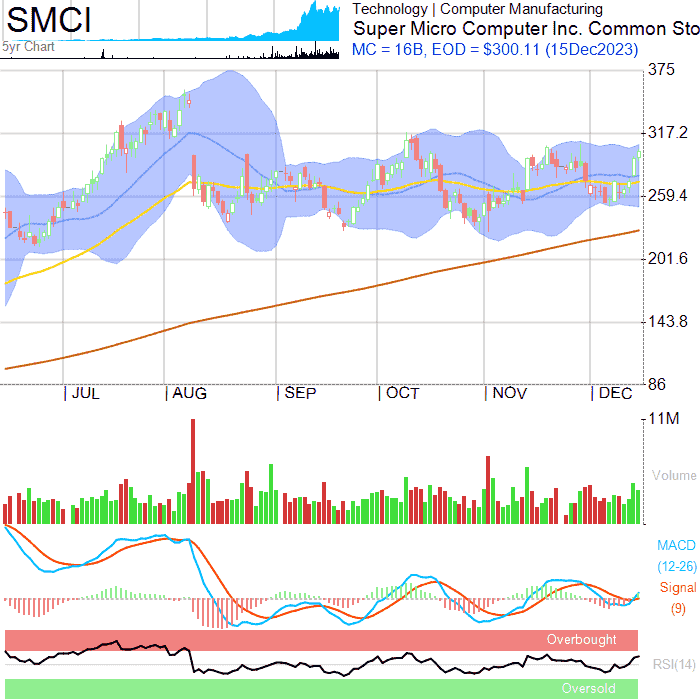 SMCI
5yr Chart
Technology | Computer Manufacturing
Super Micro Computer Inc. Common Sto
MC = 16B, EOD = $300.11 (15Dec2023)
375
317.2
259.4
201.6
143.8
86
| JUL | AUG | SEP | OCT | NOV | DEC
11M
Volume
MACD
(12-26)
Signal
(9)
Overbought
RSI(14)
Oversold